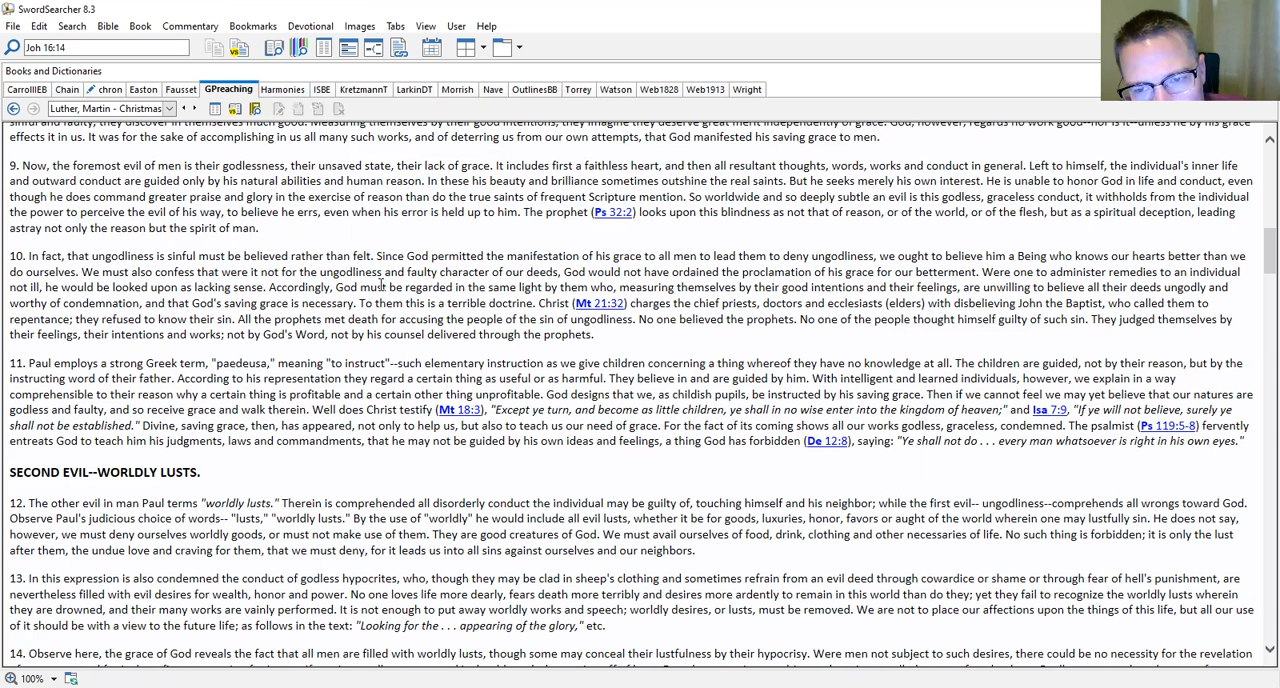 SwordSearcher 8.3
File Edit Search Bible Book Commentary Bookmarks Devotional Images Tabs View User Help
Joh 16:14
Books and Dictionaries
CarrollIEB Chain chron Easton Fausset GPreaching Harmonies ISBE KretzmannT LarkinDT Morrish Nave OutlinesBB Torrey Watson Web1828 Web1913 Wright
Luther, Martin - Christmas
effects it in us. It was for the sake of accomplishing in us all many such works, and of deterring us from our own attempts, that God manifested his saving grace to men.
9. Now, the foremost evil of men is their godlessness, their unsaved state, their lack of grace. It includes first a faithless heart, and then all resultant thoughts, words, works and conduct in general. Left to himself, the individual's inner life
and outward conduct are guided only by his natural abilities and human reason. In these his beauty and brilliance sometimes outshine the real saints. But he seeks merely his own interest. He is unable to honor God in life and conduct, even
though he does command greater praise and glory in the exercise of reason than do the true saints of frequent Scripture mention. So worldwide and so deeply subtle an evil is this godless, graceless conduct, it withholds from the individual
the power to perceive the evil of his way, to believe he errs, even when his error is held up to him. The prophet (Ps 32:2) looks upon this blindness as not that of reason, or of the world, or of the flesh, but as a spiritual deception, leading
astray not only the reason but the spirit of man.
10. In fact, that ungodliness is sinful must be believed rather than felt. Since God permitted the manifestation of his grace to all men to lead them to deny ungodliness, we ought to believe him a Being who knows our hearts better than we
do ourselves. We must also confess that were it not for the ungodliness and faulty character of our deeds, God would not have ordained the proclamation of his grace for our betterment. Were one to administer remedies to an individual
not ill, he would be looked upon as lacking sense. Accordingly, God must be regarded in the same light by them who, measuring themselves by their good intentions and their feelings, are unwilling to believe all their deeds ungodly and
worthy of condemnation, and that God's saving grace is necessary. To them this is a terrible doctrine. Christ (Mt 21:32) charges the chief priests, doctors and ecclesiasts (elders) with disbelieving John the Baptist, who called them to
repentance; they refused to know their sin. All the prophets met death for accusing the people of the sin of ungodliness. No one believed the prophets. No one of the people thought himself guilty of such sin. They judged themselves by
their feelings, their intentions and works; not by God's Word, not by his counsel delivered through the prophets.
11. Paul employs a strong Greek term, "paedeusa," meaning "to instruct"--such elementary instruction as we give children concerning a thing whereof they have no knowledge at all. The children are guided, not by their reason, but by the
instructing word of their father. According to his representation they regard a certain thing as useful or as harmful. They believe in and are guided by him. With intelligent and learned individuals, however, we explain in a way
comprehensible to their reason why a certain thing is profitable and a certain other thing unprofitable. God designs that we, as childish pupils, be instructed by his saving grace. Then if we cannot feel we may yet believe that our natures are
godless and faulty, and so receive grace and walk therein. Well does Christ testify (Mt 18:3), "Except ye turn, and become as little children, ye shall in no wise enter into the kingdom of heaven;" and Isa 7:9, "If ye will not believe, surely ye
shall not be established." Divine, saving grace, then, has appeared, not only to help us, but also to teach us our need of grace. For the fact of its coming shows all our works godless, graceless, condemned. The psalmist (Ps 119:5-8) fervently
entreats God to teach him his judgments, laws and commandments, that he may not be guided by his own ideas and feelings, a thing God has forbidden (De 12:8), saying: "Ye shall not do . . . every man whatsoever is right in his own eyes."
SECOND EVIL--WORLDLY LUSTS.
12. The other evil in man Paul terms "worldly lusts." Therein is comprehended all disorderly conduct the individual may be guilty of, touching himself and his neighbor; while the first evil-- ungodliness--comprehends all wrongs toward God.
Observe Paul's judicious choice of words-- "lusts," "worldly lusts." By the use of "worldly" he would include all evil lusts, whether it be for goods, luxuries, honor, favors or aught of the world wherein one may lustfully sin. He does not say,
however, we must deny ourselves worldly goods, or must not make use of them. They are good creatures of God. We must avail ourselves of food, drink, clothing and other necessaries of life. No such thing is forbidden; it is only the lust
after them, the undue love and craving for them, that we must deny, for it leads us into all sins against ourselves and our neighbors.
13. In this expression is also condemned the conduct of godless hypocrites, who, though they may be clad in sheep's clothing and sometimes refrain from an evil deed through cowardice or shame or through fear of hell's punishment, are
nevertheless filled with evil desires for wealth, honor and power. No one loves life more dearly, fears death more terribly and desires more ardently to remain in this world than do they; yet they fail to recognize the worldly lusts wherein
they are drowned, and their many works are vainly performed. It is not enough to put away worldly works and speech; worldly desires, or lusts, must be removed. We are not to place our affections upon the things of this life, but all our use
of it should be with a view to the future life; as follows in the text: "Looking for the . . . appearing of the glory," etc.
14. Observe here, the grace of God reveals the fact that all men are filled with worldly lusts, though some may conceal their lustfulness by their hypocrisy. Were men not subject to such desires, there could be no necessity for the revelation
100%